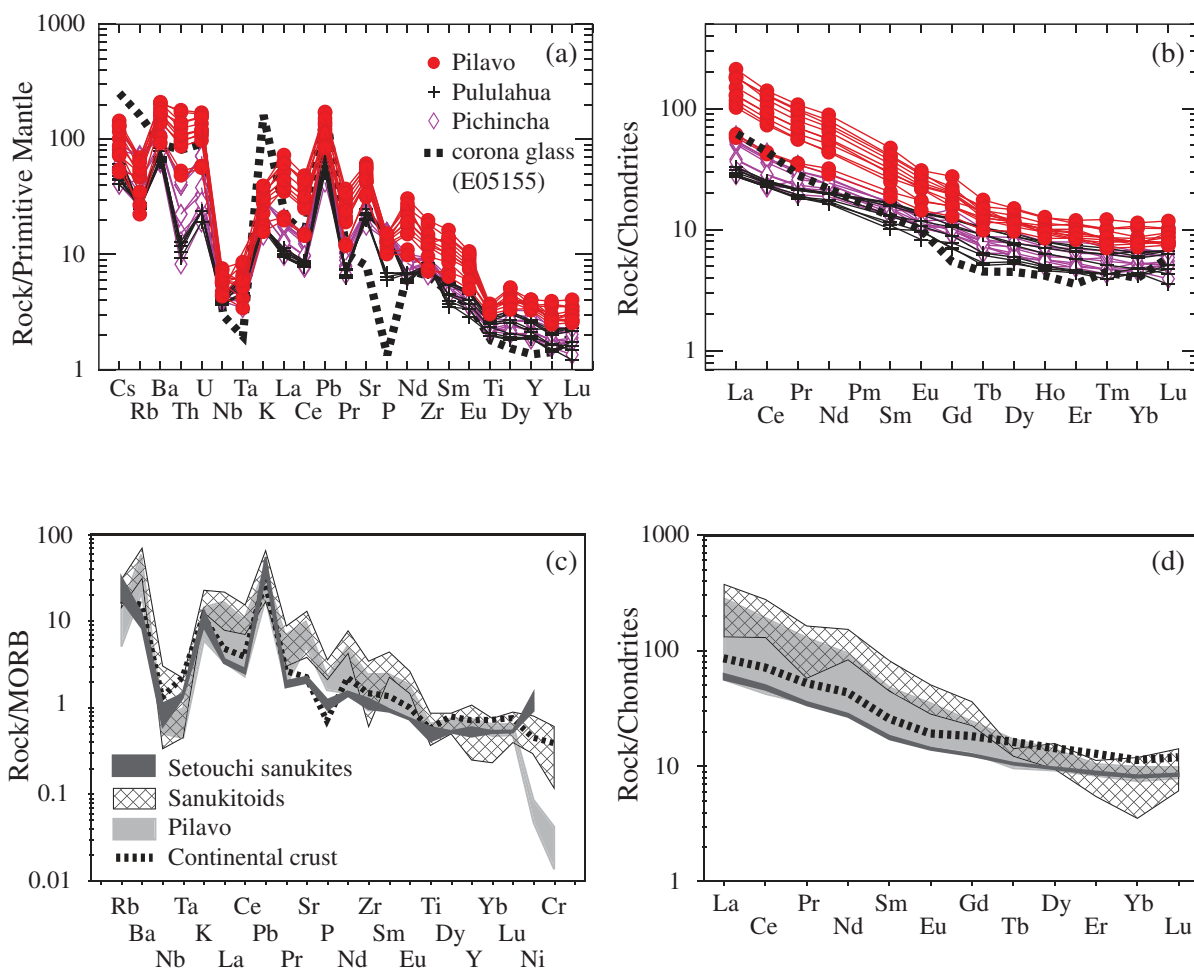 1000
100
10
1
Rock/Primitive Mantle
(a)
Pilavo
Pululahua
Pichincha
corona glass
(E05155)
Cs Ba U Ta La Pb Sr Nd Sm Ti Y Lu
Rb Th Nb K Ce Pr P Zr Eu Dy Yb
100
10
1
Rock/Chondrites
(b)
La Pr Pm Eu Tb Ho Tm Lu
Ce Nd Sm Gd Dy Er Yb
100
10
1
0.1
0.01
Rock/MORB
(c)
Setouchi sanukites
Sanukitoids
Pilavo
Continental crust
Rb Ta Ce Sr Zr Ti Yb Cr
Ba K Pb P Sm Dy Lu
Nb La Pr Nd Eu Y Ni
1000
100
10
1
Rock/Chondrites
(d)
La Pr Sm Gd Dy Yb
Ce Nd Eu Tb Er Lu